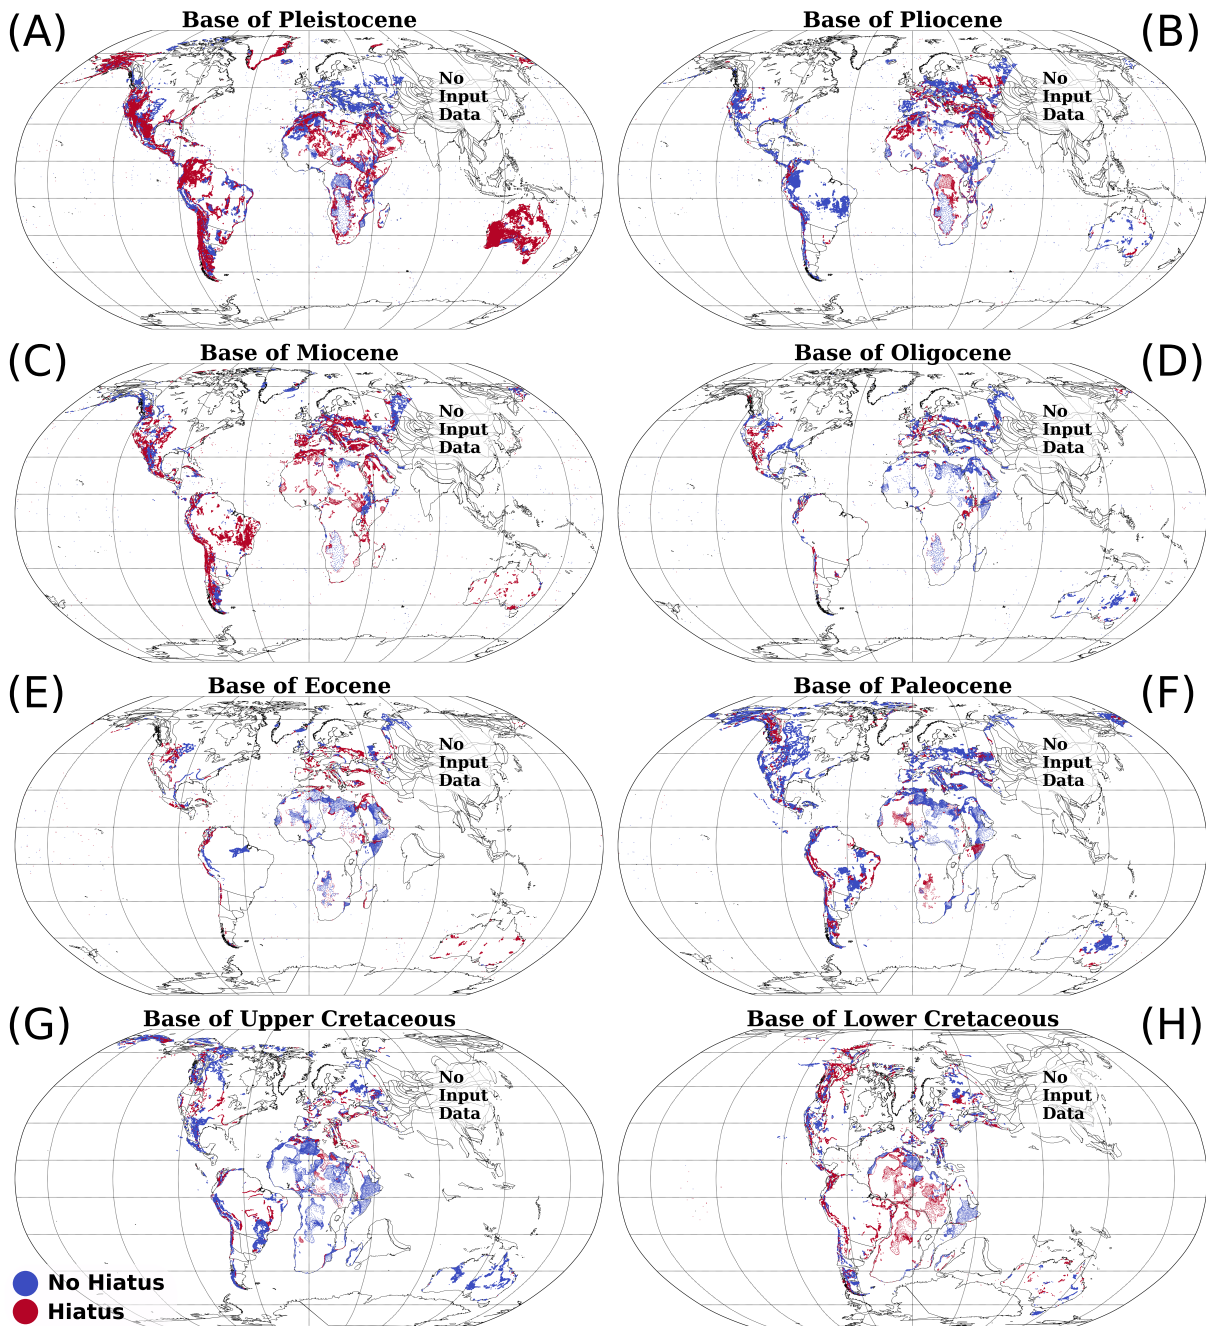 (A)
Base of Pleistocene
No
Input
Data
Base of Pliocene
(B)
No
Input
Data
(C)
Base of Miocene
No
Input
Data
Base of Oligocene
(D)
No
Input
Data
(E)
Base of Eocene
No
Input
Data
Base of Paleocene
(F)
No
Input
Data
(G)
Base of Upper Cretaceous
No
Input
Data
Base of Lower Cretaceous
(H)
No
Input
Data
No Hiatus
Hiatus